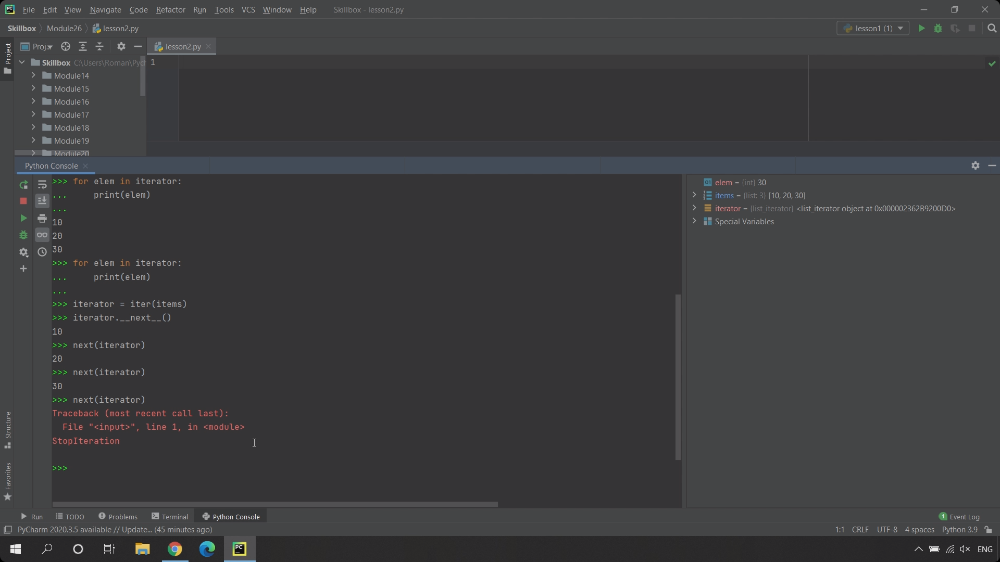 File Edit View Navigate Code Refactor Run Tools VCS Window Help Skillbox - lesson2.py
Skillbox Module26 lesson2.py lesson1 (1)
Project
Proj... lesson2.py
Skillbox C:\Users\Roman\Pych
1
Module14
Module15
Module16
Module17
Module18
Module19
Module20
Python Console
>>> for elem in iterator:
...     print(elem)
...
10
20
30
>>> for elem in iterator:
...     print(elem)
...
>>> iterator = iter(items)
>>> iterator.__next__()
10
>>> next(iterator)
20
>>> next(iterator)
30
>>> next(iterator)
Traceback (most recent call last):
  File "<input>", line 1, in <module>
StopIteration
>>>
elem = {int} 30
items = {list: 3} [10, 20, 30]
iterator = {list_iterator} <list_iterator object at 0x000002362B9200D0>
Special Variables
Structure
Favorites
Run TODO Problems Terminal Python Console 1 Event Log
PyCharm 2020.3.5 available // Update... (45 minutes ago) 1:1 CRLF UTF-8 4 spaces Python 3.9
PC ENG